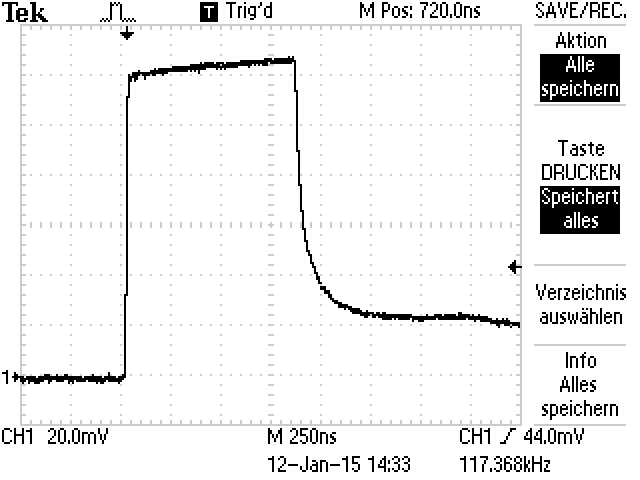 Tek T Trig'd M Pos: 720.0ns SAVE/REC.
Aktion
Alle
speichern
Taste
DRUCKEN
Speichert
alles
Verzeichnis
auswählen
Info
Alles
speichern
1
CH1 20.0mV M 250ns CH1 44.0mV
12-Jan-15 14:33 117.368kHz